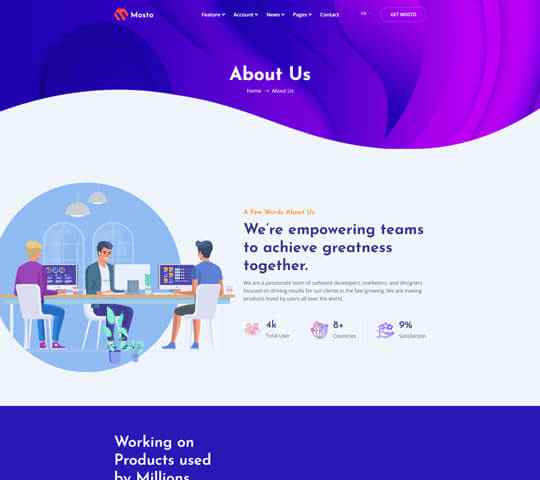 Mosto
Feature Account News Pages Contact
EN
GET MOSTO
About Us
Home → About Us
A Few Words About Us
We're empowering teams
to achieve greatness
together.
We are a passionate team of software developers, marketers, and designers
focused on driving results for our clients in the fast growing. We are making
products loved by users all over the world.
4k
Total User
8+
Countries
9%
Satisfaction
Working on
Products used
by Millions